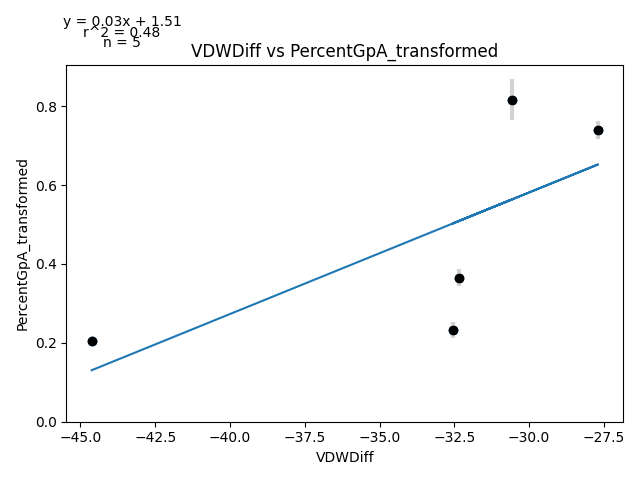 y = 0.03x + 1.51
r^2 = 0.48
n = 5
VDWDiff vs PercentGpA_transformed
PercentGpA_transformed
0.8
0.6
0.4
0.2
0.0
−45.0 −42.5 −40.0 −37.5 −35.0 −32.5 −30.0 −27.5
VDWDiff